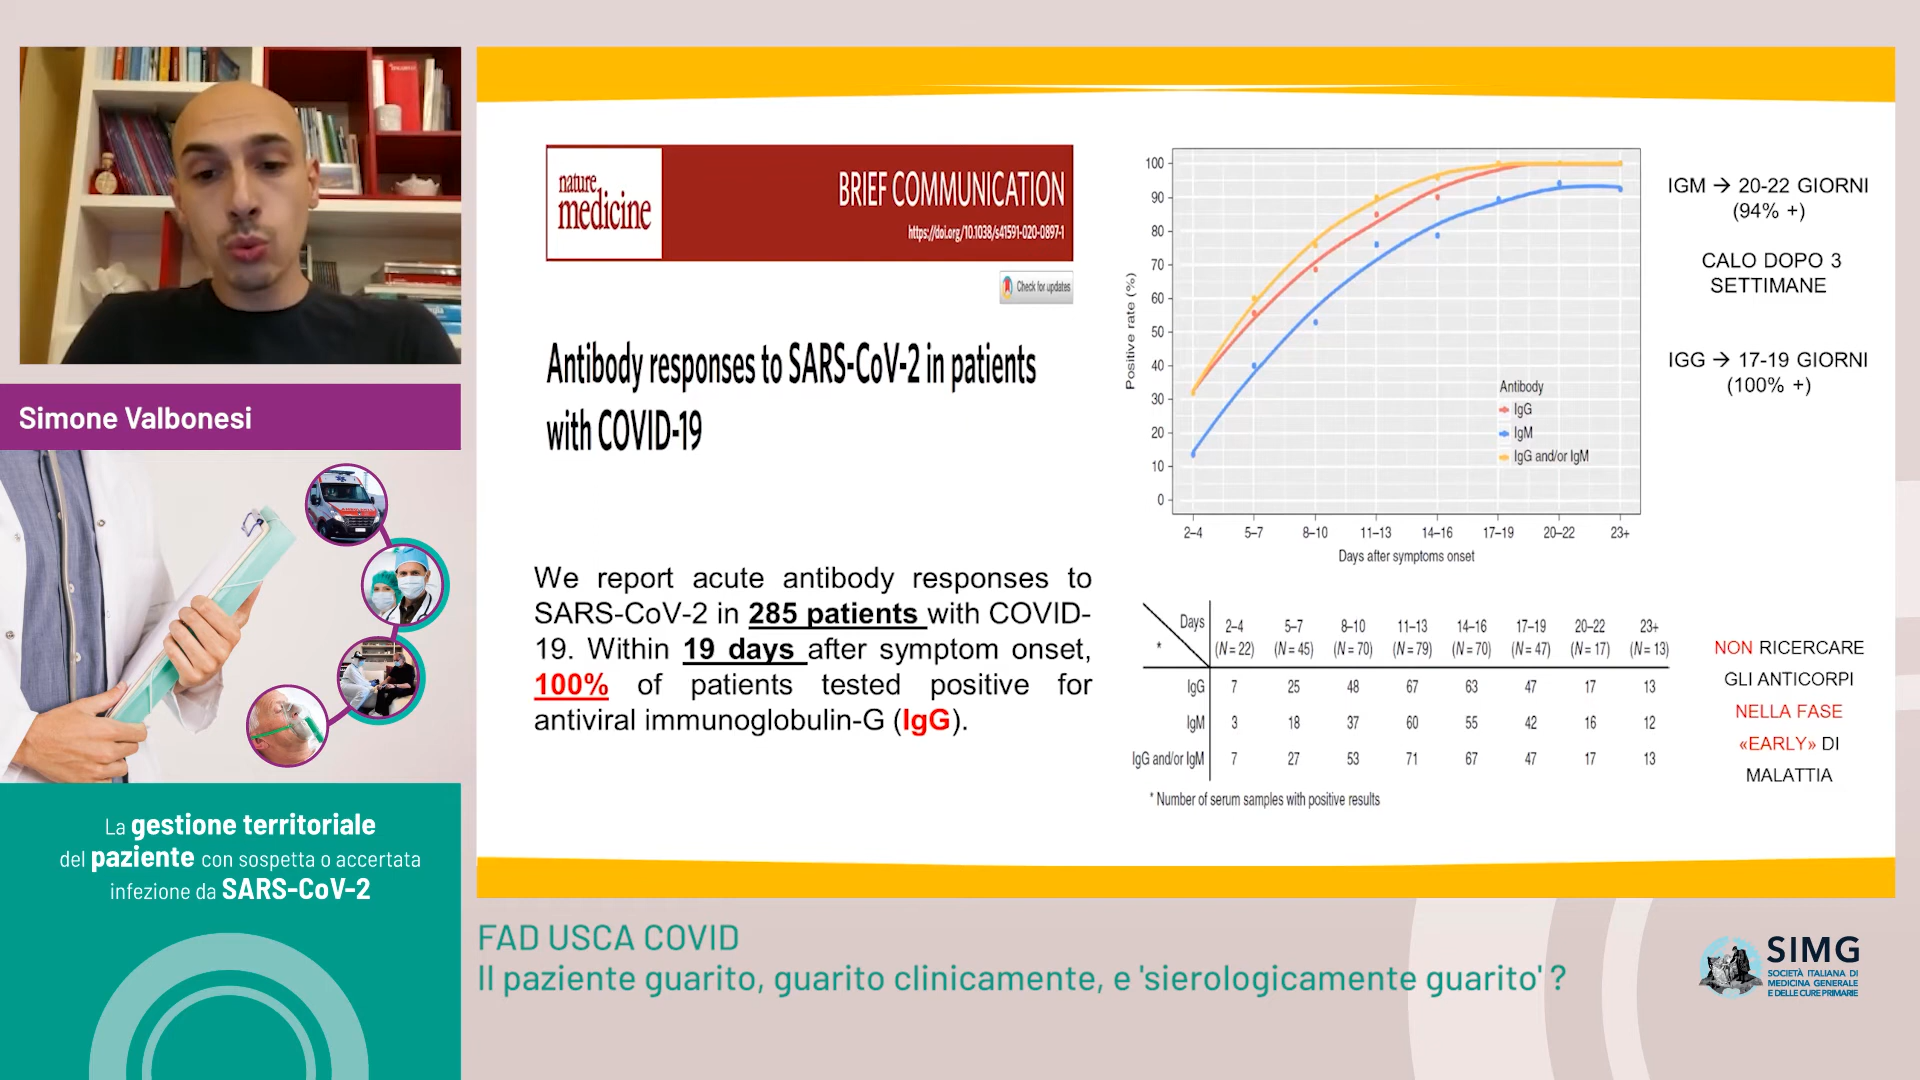 Simone Valbonesi
La gestione territoriale
del paziente con sospetta o accertata
infezione da SARS-CoV-2
nature
medicine
BRIEF COMMUNICATION
https://doi.org/10.1038/s41591-020-0897-1
Check for updates
Antibody responses to SARS-CoV-2 in patients
with COVID-19
We report acute antibody responses to
SARS-CoV-2 in 285 patients with COVID-
19. Within 19 days after symptom onset,
100% of patients tested positive for
antiviral immunoglobulin-G (IgG).
Positive rate (%)
100
90
80
70
60
50
40
30
20
10
0
Antibody
IgG
IgM
IgG and/or IgM
2–4 5–7 8–10 11–13 14–16 17–19 20–22 23+
Days after symptoms onset
IGM → 20-22 GIORNI
(94% +)
CALO DOPO 3
SETTIMANE
IGG → 17-19 GIORNI
(100% +)
Days 2–4 5–7 8–10 11–13 14–16 17–19 20–22 23+
* (N = 22) (N = 45) (N = 70) (N = 79) (N = 70) (N = 47) (N = 17) (N = 13)
IgG 7 25 48 67 63 47 17 13
IgM 3 18 37 60 55 42 16 12
IgG and/or IgM 7 27 53 71 67 47 17 13
* Number of serum samples with positive results
NON RICERCARE
GLI ANTICORPI
NELLA FASE
«EARLY» DI
MALATTIA
FAD USCA COVID
Il paziente guarito, guarito clinicamente, e 'sierologicamente guarito' ?
SIMG
SOCIETÀ ITALIANA DI
MEDICINA GENERALE
E DELLE CURE PRIMARIE